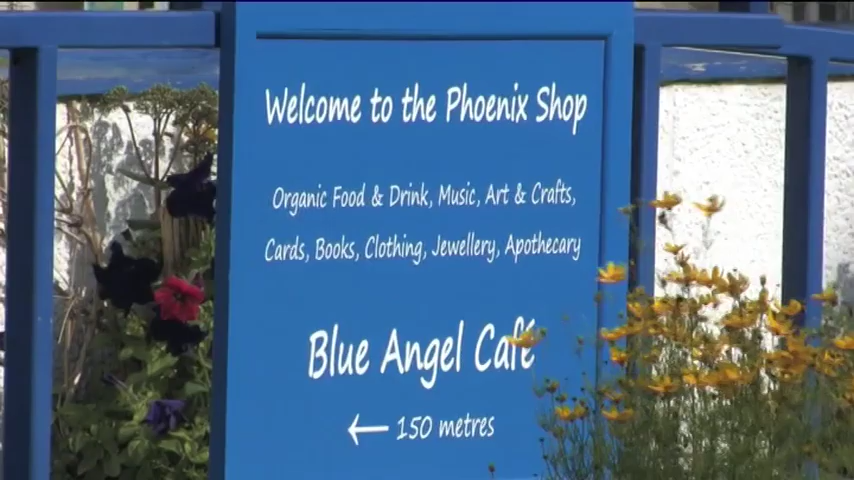 Welcome to the Phoenix Shop
Organic Food & Drink, Music, Art & Crafts,
Cards, Books, Clothing, Jewellery, Apothecary
Blue Angel Café
← 150 metres